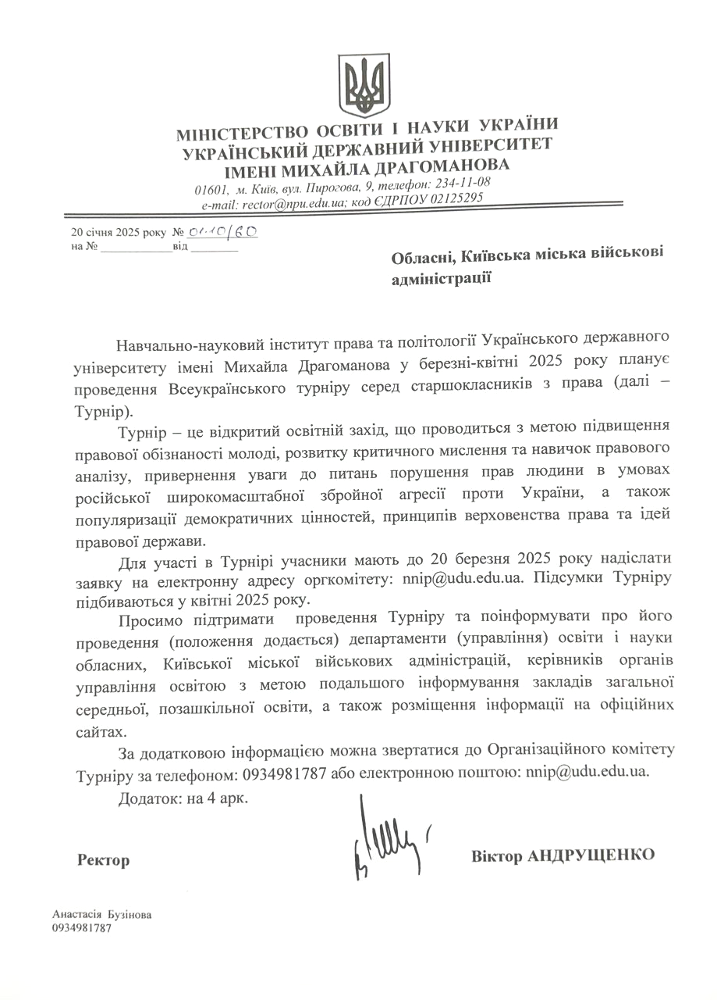 МІНІСТЕРСТВО ОСВІТИ І НАУКИ УКРАЇНИ
УКРАЇНСЬКИЙ ДЕРЖАВНИЙ УНІВЕРСИТЕТ
ІМЕНІ МИХАЙЛА ДРАГОМАНОВА
01601, м. Київ, вул. Пирогова, 9, телефон: 234-11-08
e-mail: rector@npu.edu.ua; код ЄДРПОУ 02125295
20 січня 2025 року № 01-10/60
на № _____________від _________
Обласні, Київська міська військові
адміністрації
Навчально-науковий інститут права та політології Українського державного
університету імені Михайла Драгоманова у березні-квітні 2025 року планує
проведення Всеукраїнського турніру серед старшокласників з права (далі –
Турнір).
Турнір – це відкритий освітній захід, що проводиться з метою підвищення
правової обізнаності молоді, розвитку критичного мислення та навичок правового
аналізу, привернення уваги до питань порушення прав людини в умовах
російської широкомасштабної збройної агресії проти України, а також
популяризації демократичних цінностей, принципів верховенства права та ідей
правової держави.
Для участі в Турнірі учасники мають до 20 березня 2025 року надіслати
заявку на електронну адресу оргкомітету: nnip@udu.edu.ua. Підсумки Турніру
підбиваються у квітні 2025 року.
Просимо підтримати проведення Турніру та поінформувати про його
проведення (положення додається) департаменти (управління) освіти і науки
обласних, Київської міської військових адміністрацій, керівників органів
управління освітою з метою подальшого інформування закладів загальної
середньої, позашкільної освіти, а також розміщення інформації на офіційних
сайтах.
За додатковою інформацією можна звертатися до Організаційного комітету
Турніру за телефоном: 0934981787 або електронною поштою: nnip@udu.edu.ua.
Додаток: на 4 арк.
Ректор
Віктор АНДРУЩЕНКО
Анастасія Бузінова
0934981787